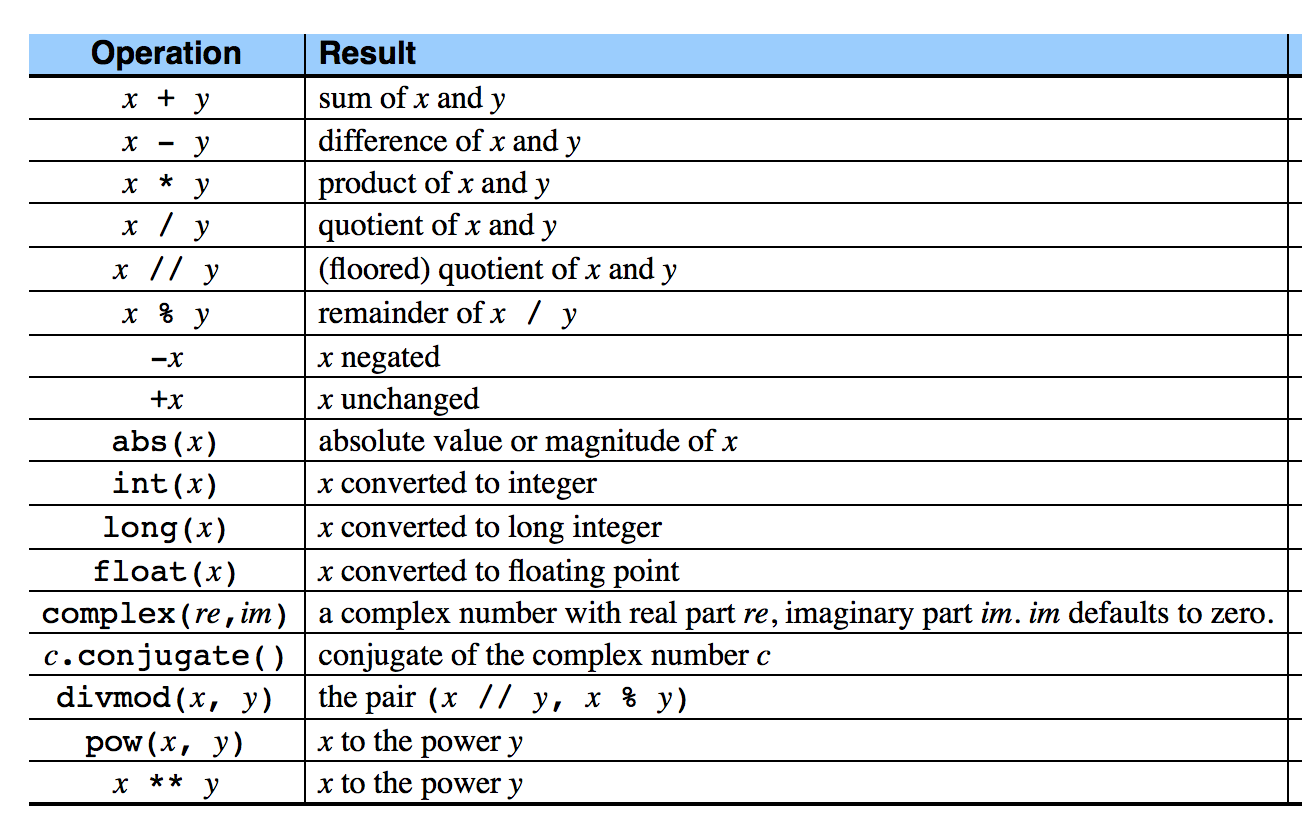 Operation Result
x + y sum of x and y
x - y difference of x and y
x * y product of x and y
x / y quotient of x and y
x // y (floored) quotient of x and y
x % y remainder of x / y
-x x negated
+x x unchanged
abs(x) absolute value or magnitude of x
int(x) x converted to integer
long(x) x converted to long integer
float(x) x converted to floating point
complex(re,im) a complex number with real part re, imaginary part im. im defaults to zero.
c.conjugate() conjugate of the complex number c
divmod(x, y) the pair (x // y, x % y)
pow(x, y) x to the power y
x ** y x to the power y